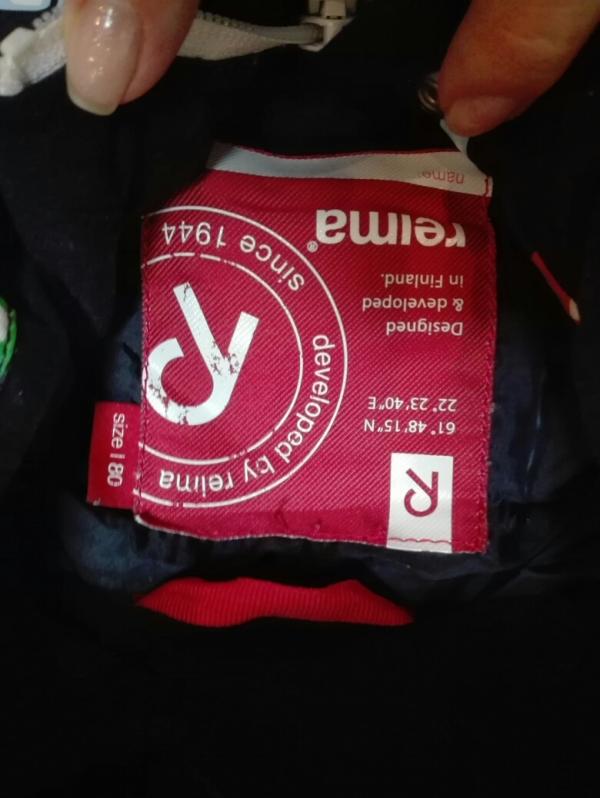 name:
reima®
Designed
& developed
in Finland.
61° 48' 15"N
22° 23' 40"E
since 1944
developed by reima
size | 80